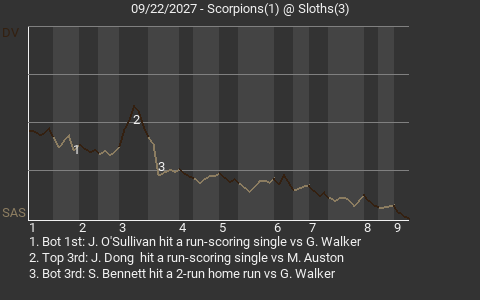 09/22/2027 - Scorpions(1) @ Sloths(3)
DV
1
2
3
SAS
1 2 3 4 5 6 7 8 9
1. Bot 1st: J. O'Sullivan hit a run-scoring single vs G. Walker
2. Top 3rd: J. Dong hit a run-scoring single vs M. Auston
3. Bot 3rd: S. Bennett hit a 2-run home run vs G. Walker